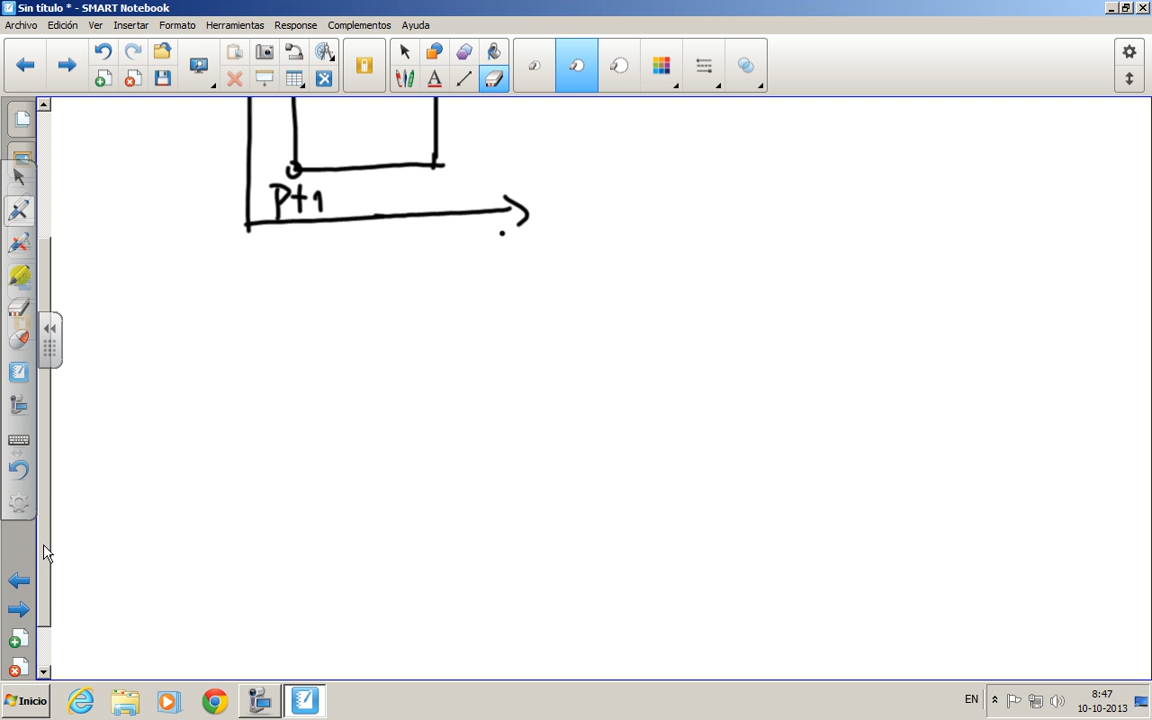 Sin título * - SMART Notebook
Archivo Edición Ver Insertar Formato Herramientas Response Complementos Ayuda
A
P+1
Inicio
EN
8:47
10-10-2013